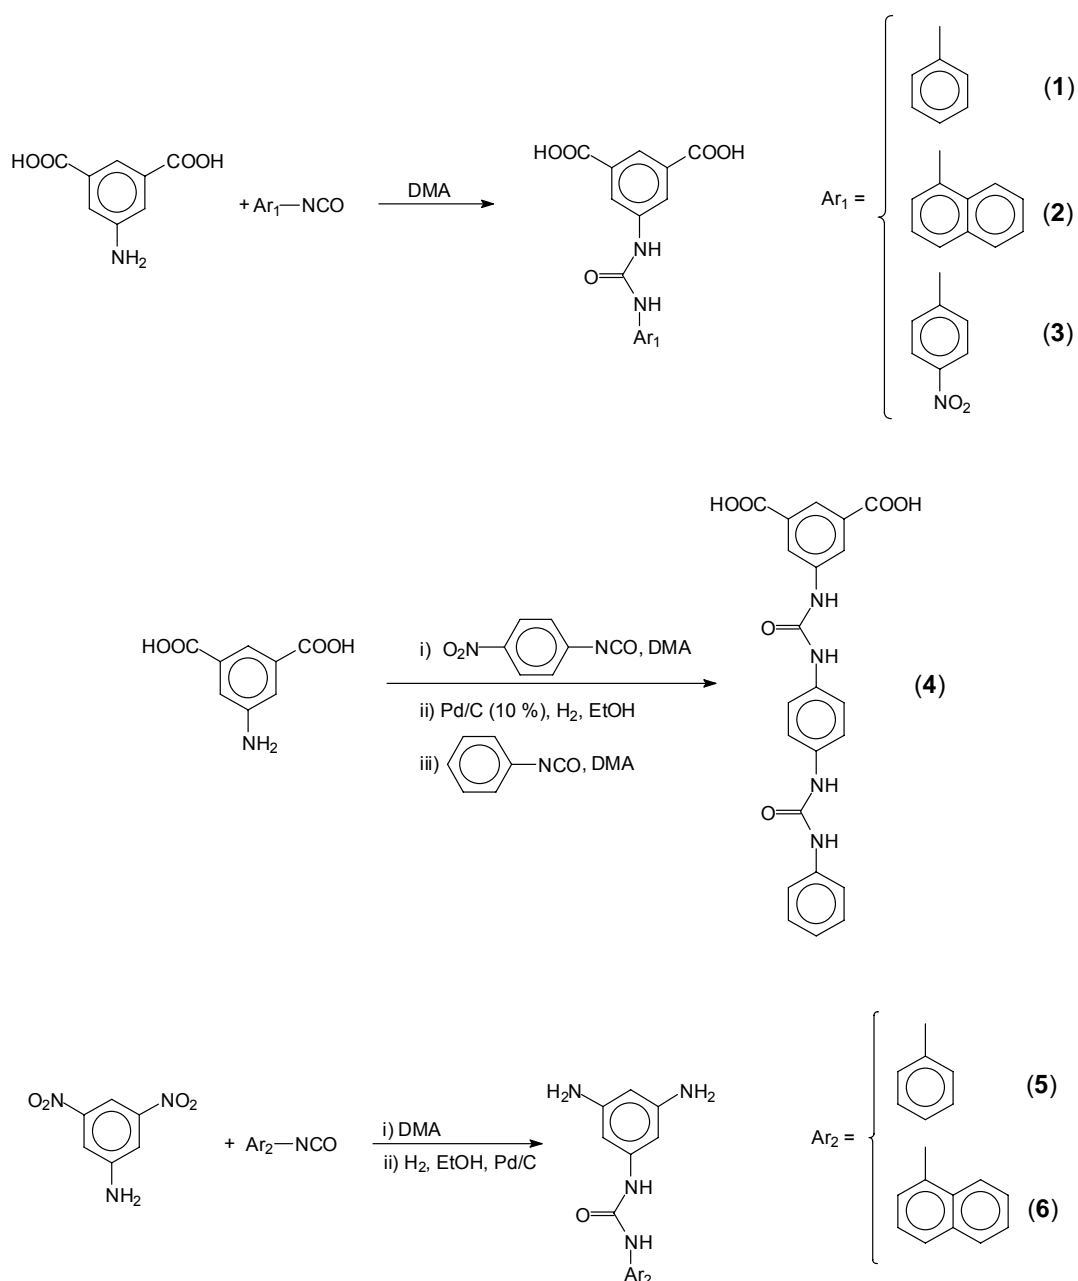 HOOC COOH
NH₂
+ Ar₁—NCO
DMA
HOOC COOH
NH
O
NH
Ar₁
Ar₁ =
(1)
(2)
(3)
NO₂
HOOC COOH
NH₂
i) O₂N NCO, DMA
ii) Pd/C (10 %), H₂, EtOH
iii) NCO, DMA
HOOC COOH
NH
O
NH
NH
O
NH
(4)
O₂N NO₂
NH₂
+ Ar₂—NCO
i) DMA
ii) H₂, EtOH, Pd/C
H₂N NH₂
NH
O
NH
Ar₂
Ar₂ =
(5)
(6)